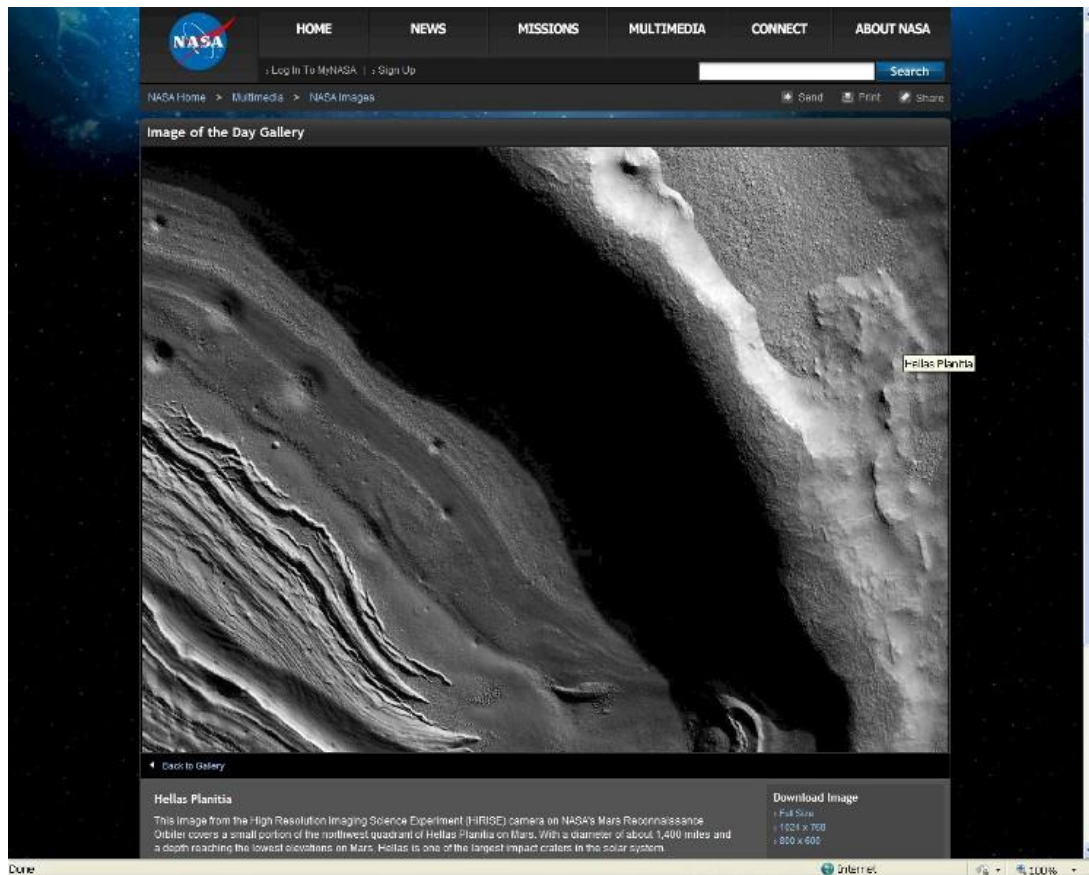 NASA
HOME NEWS MISSIONS MULTIMEDIA CONNECT ABOUT NASA
› Log In To MyNASA | › Sign Up Search
NASA Home > Multimedia > NASA Images Send Print Share
Image of the Day Gallery
Hellas Planitia
Back to Gallery
Hellas Planitia
This image from the High Resolution Imaging Science Experiment (HiRISE) camera on NASA's Mars Reconnaissance
Orbiter covers a small portion of the northwest quadrant of Hellas Planitia on Mars. With a diameter of about 1,400 miles and
a depth reaching the lowest elevations on Mars, Hellas is one of the largest impact craters in the solar system.
Download Image
› Full Size
› 1024 x 768
› 800 x 600
Done Internet 100%